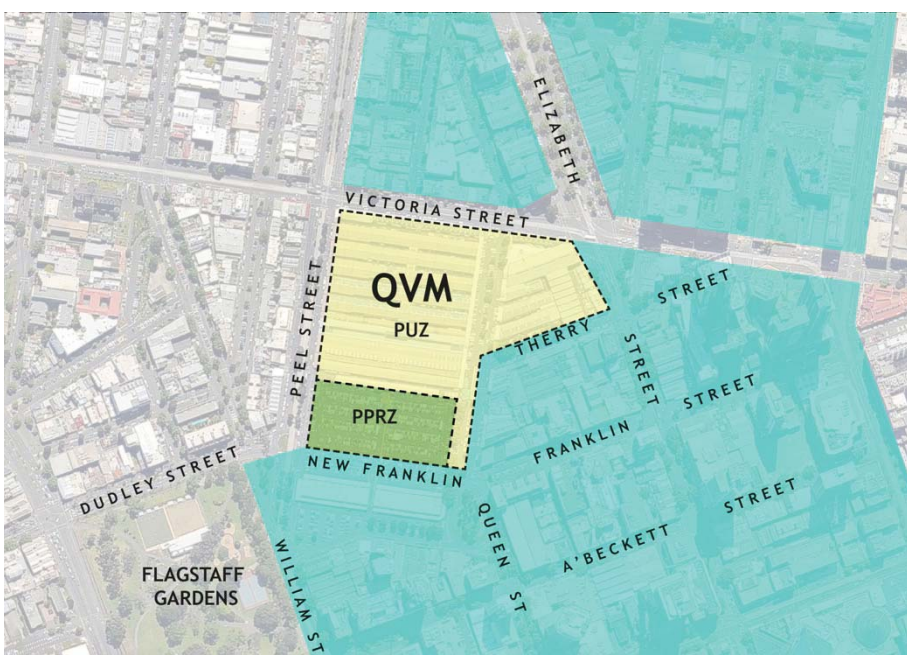 ELIZABETH
VICTORIA STREET
QVM
PUZ
PEEL STREET
THERRY
STREET
STREET
PPRZ
FRANKLIN
STREET
DUDLEY STREET
NEW FRANKLIN
QUEEN ST
A'BECKETT
STREET
WILLIAM ST
FLAGSTAFF
GARDENS